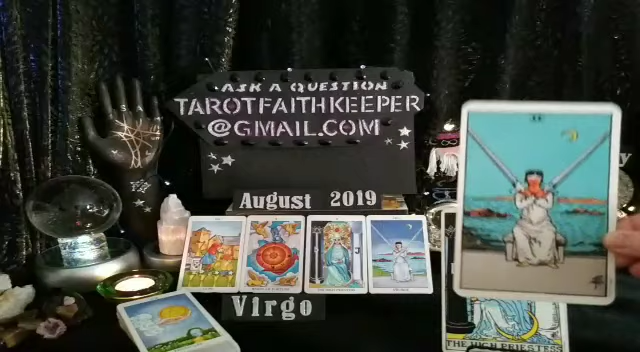 ASK A QUESTION
TAROTFAITHKEEPER
@GMAIL.COM
August 2019
Virgo
THE HIGH PRIESTESS